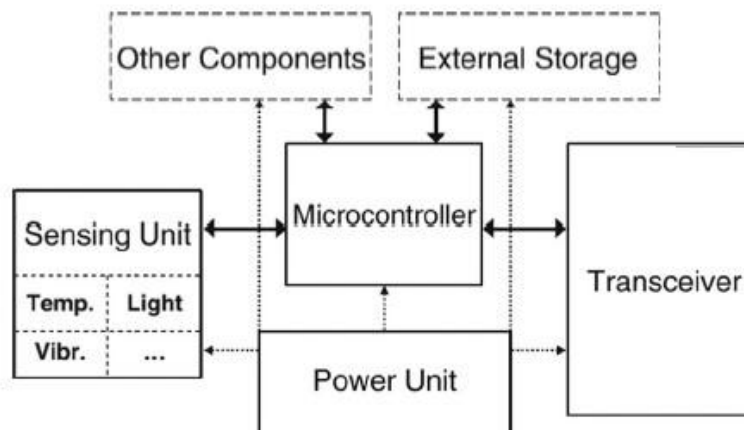 Other Components
External Storage
Microcontroller
Sensing Unit
Temp.
Light
Vibr.
...
Transceiver
Power Unit